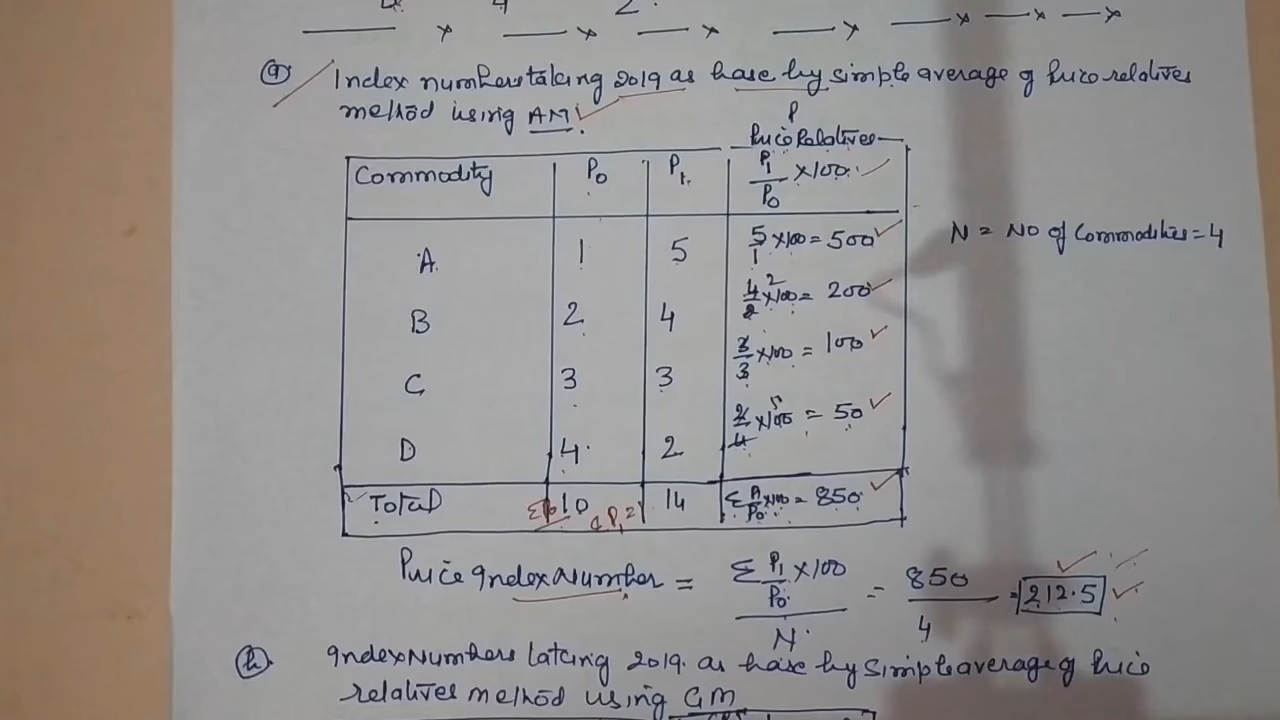 (a) Index numbers taking 2019 as base by simple average of Price relatives
method using AM:
P
Price Relatives
Commodity P₀ P₁ P₁/P₀ ×100
A 1 5 5/1 ×100 = 500
N = NO of Commodities = 4
B 2 4 4/2 ×100 = 200
C 3 3 3/3 ×100 = 100
D 4 2 2/4 ×100 = 50
Total ΣP₀ 10 ΣP₁ = 14 Σ P₁/P₀ ×100 = 850
Price Index Number = Σ P₁/P₀ ×100 / N = 850 / 4 = 212.5
(b) Index Numbers taking 2019 as base by simple average of Price
relatives method using GM